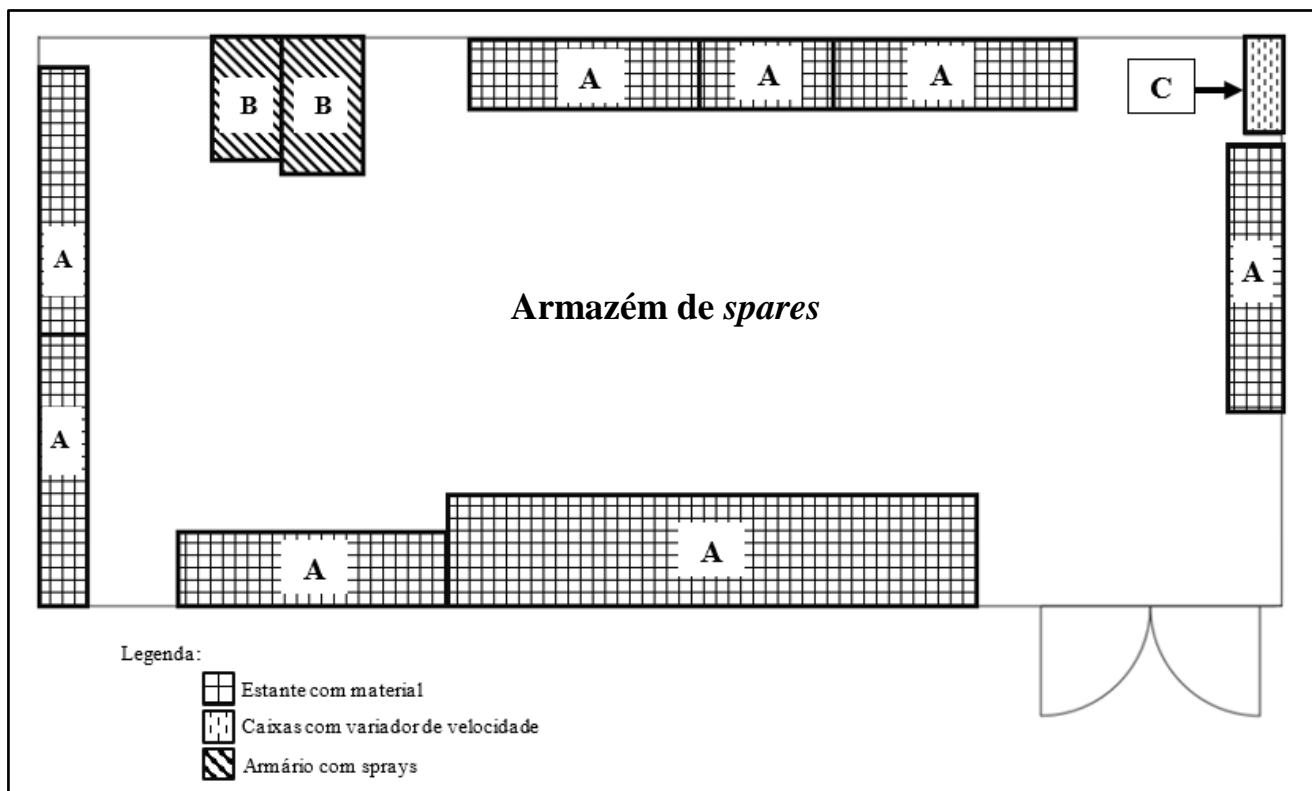 A A A
B B
C
A
A
Armazém de spares
A
A
A
Legenda:
Estante com material
Caixas com variador de velocidade
Armário com sprays